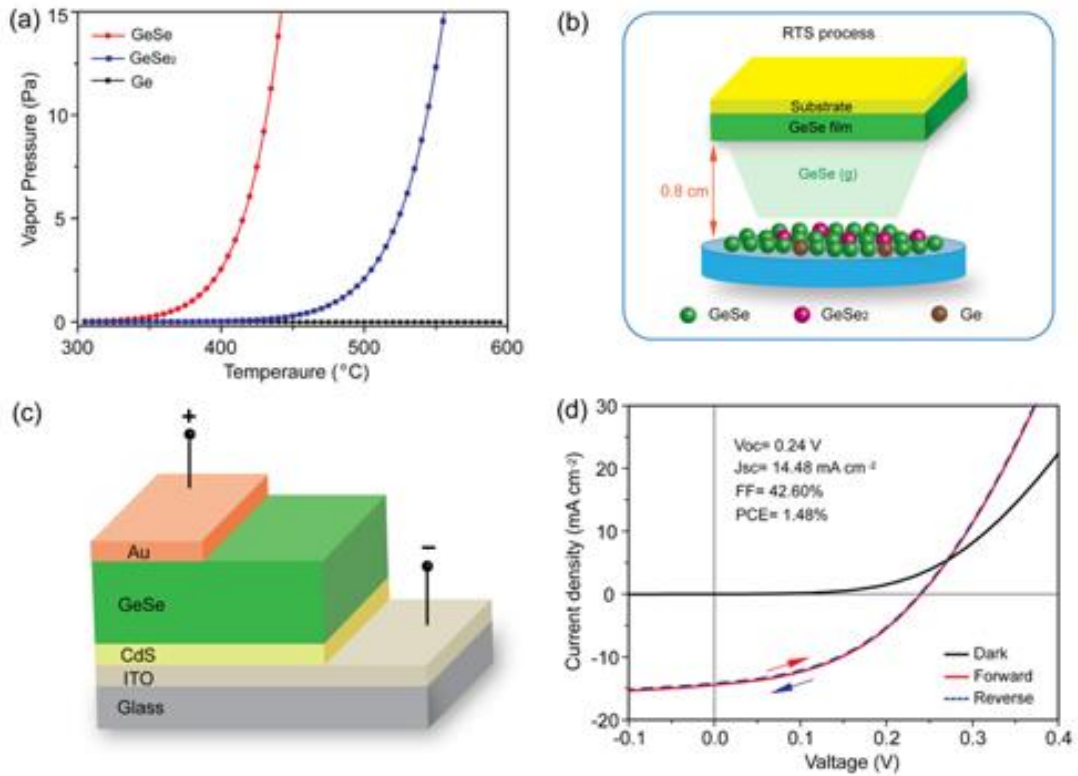 (a)
15
10
5
0
Vapor Pressure (Pa)
GeSe
GeSe₂
Ge
300 400 500 600
Temperaure (°C)
(b)
RTS process
Substrate
GeSe film
GeSe (g)
0.8 cm
GeSe GeSe₂ Ge
(c)
+
−
Au
GeSe
CdS
ITO
Glass
(d)
30
20
10
0
-10
-20
Current density (mA cm⁻²)
Voc= 0.24 V
Jsc= 14.48 mA cm⁻²
FF= 42.60%
PCE= 1.48%
Dark
Forward
Reverse
-0.1 0.0 0.1 0.2 0.3 0.4
Valtage (V)